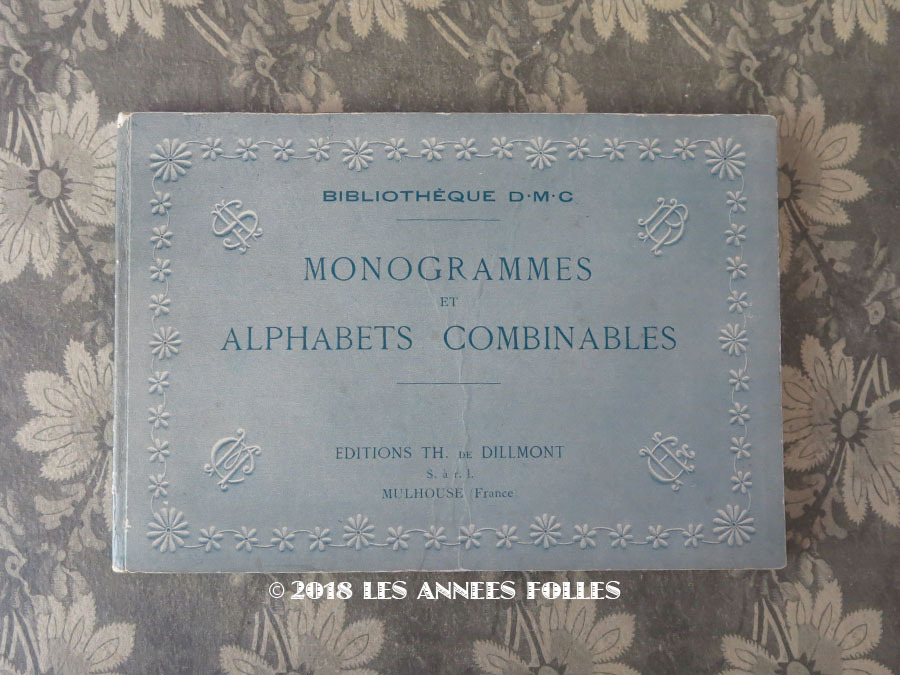 BIBLIOTHÈQUE D·M·C
MONOGRAMMES
ET
ALPHABETS COMBINABLES
EDITIONS TH. DE DILLMONT
S. à r. l.
MULHOUSE (France
© 2018 LES ANNEES FOLLES